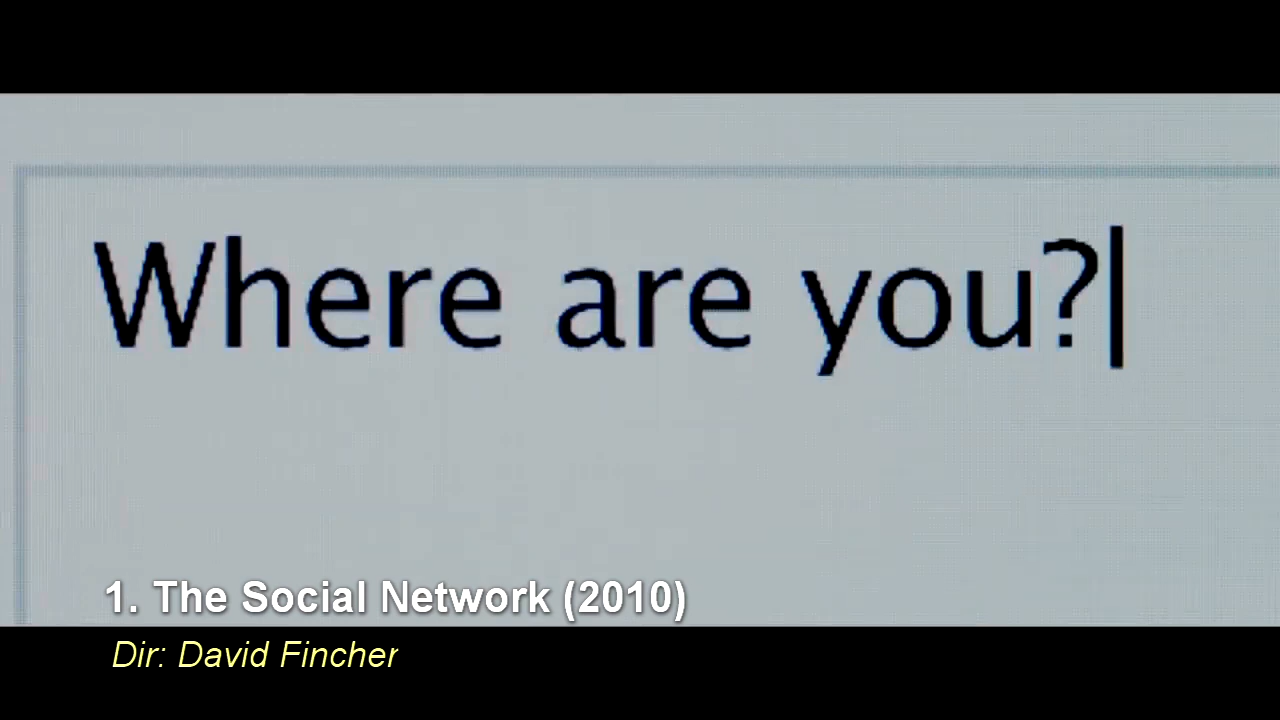 Where are you?
1. The Social Network (2010)
Dir: David Fincher